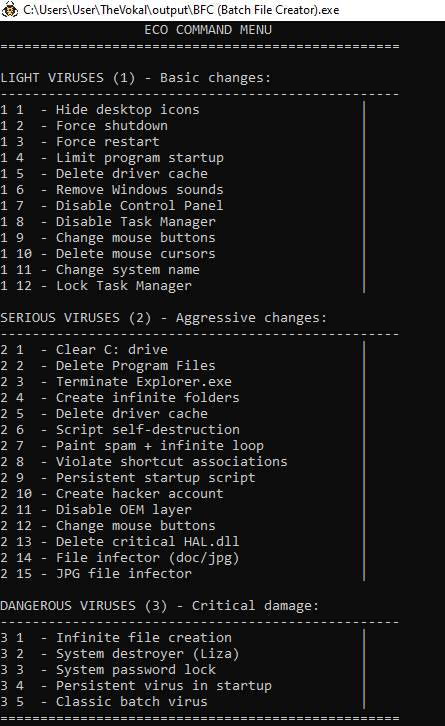 C:\Users\User\TheVokal\output\BFC (Batch File Creator).exe
ECO COMMAND MENU
==================================================
LIGHT VIRUSES (1) - Basic changes:
--------------------------------------------------
1 1  - Hide desktop icons |
1 2  - Force shutdown |
1 3  - Force restart |
1 4  - Limit program startup |
1 5  - Delete driver cache |
1 6  - Remove Windows sounds |
1 7  - Disable Control Panel |
1 8  - Disable Task Manager |
1 9  - Change mouse buttons |
1 10 - Delete mouse cursors |
1 11 - Change system name |
1 12 - Lock Task Manager |
SERIOUS VIRUSES (2) - Aggressive changes:
--------------------------------------------------
2 1  - Clear C: drive |
2 2  - Delete Program Files |
2 3  - Terminate Explorer.exe |
2 4  - Create infinite folders |
2 5  - Delete driver cache |
2 6  - Script self-destruction |
2 7  - Paint spam + infinite loop |
2 8  - Violate shortcut associations |
2 9  - Persistent startup script |
2 10 - Create hacker account |
2 11 - Disable OEM layer |
2 12 - Change mouse buttons |
2 13 - Delete critical HAL.dll |
2 14 - File infector (doc/jpg) |
2 15 - JPG file infector |
DANGEROUS VIRUSES (3) - Critical damage:
--------------------------------------------------
3 1  - Infinite file creation |
3 2  - System destroyer (Liza) |
3 3  - System password lock |
3 4  - Persistent virus in startup |
3 5  - Classic batch virus |
==================================================